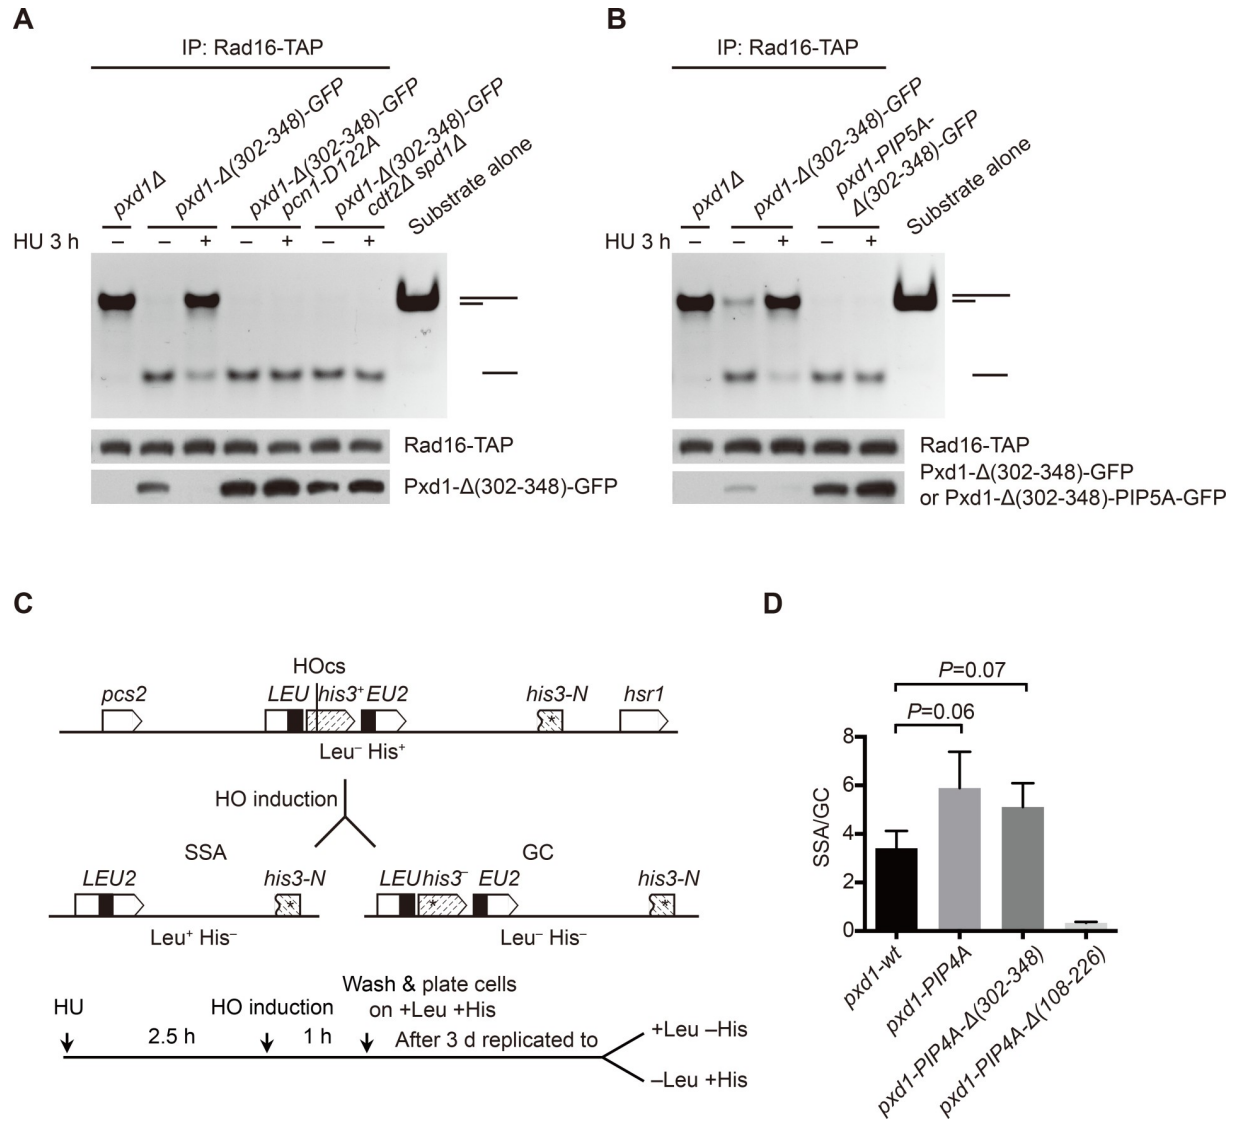 A
IP: Rad16-TAP
pxd1Δ
pxd1-Δ(302-348)-GFP
pxd1-Δ(302-348)-GFP
pcn1-D122A
pxd1-Δ(302-348)-GFP
cdt2Δ spd1Δ
Substrate alone
HU 3 h – – + – + – +
Rad16-TAP
Pxd1-Δ(302-348)-GFP
B
IP: Rad16-TAP
pxd1Δ
pxd1-Δ(302-348)-GFP
pxd1-PIP5A-
Δ(302-348)-GFP
Substrate alone
HU 3 h – – + – +
Rad16-TAP
Pxd1-Δ(302-348)-GFP
or Pxd1-Δ(302-348)-PIP5A-GFP
C
HOcs
pcs2 LEU his3⁺ EU2 his3-N hsr1
*
Leu⁻ His⁺
HO induction
SSA GC
LEU2 his3-N LEU his3⁻ EU2 his3-N
* * *
Leu⁺ His⁻ Leu⁻ His⁻
Wash & plate cells
HU HO induction on +Leu +His
2.5 h 1 h After 3 d replicated to
+Leu –His
–Leu +His
D
P=0.07
P=0.06
SSA/GC
8
6
4
2
0
pxd1-wt
pxd1-PIP4A
pxd1-PIP4A-Δ(302-348)
pxd1-PIP4A-Δ(108-226)